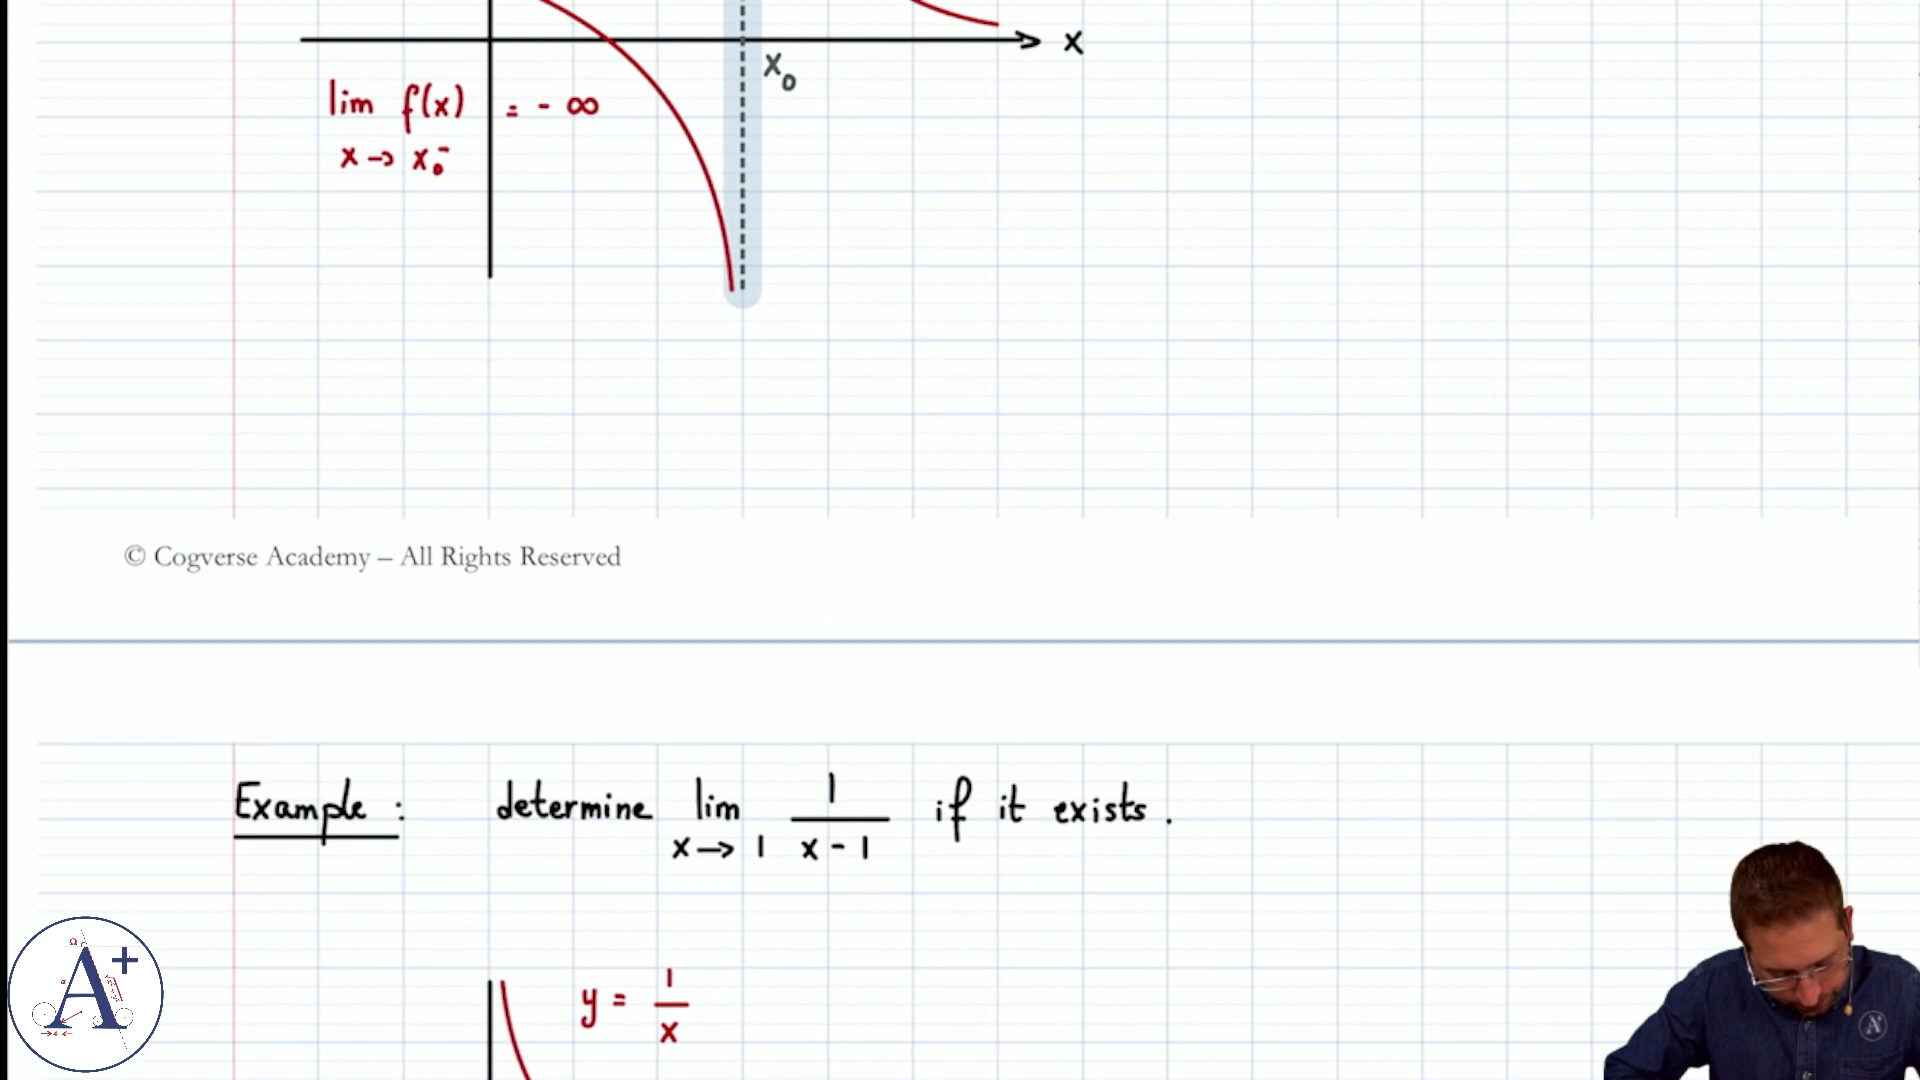 x
x₀
lim f(x) = - ∞
x → x₀⁻
© Cogverse Academy – All Rights Reserved
Example : determine lim 1/(x - 1) if it exists .
x → 1
y = 1/x
A+